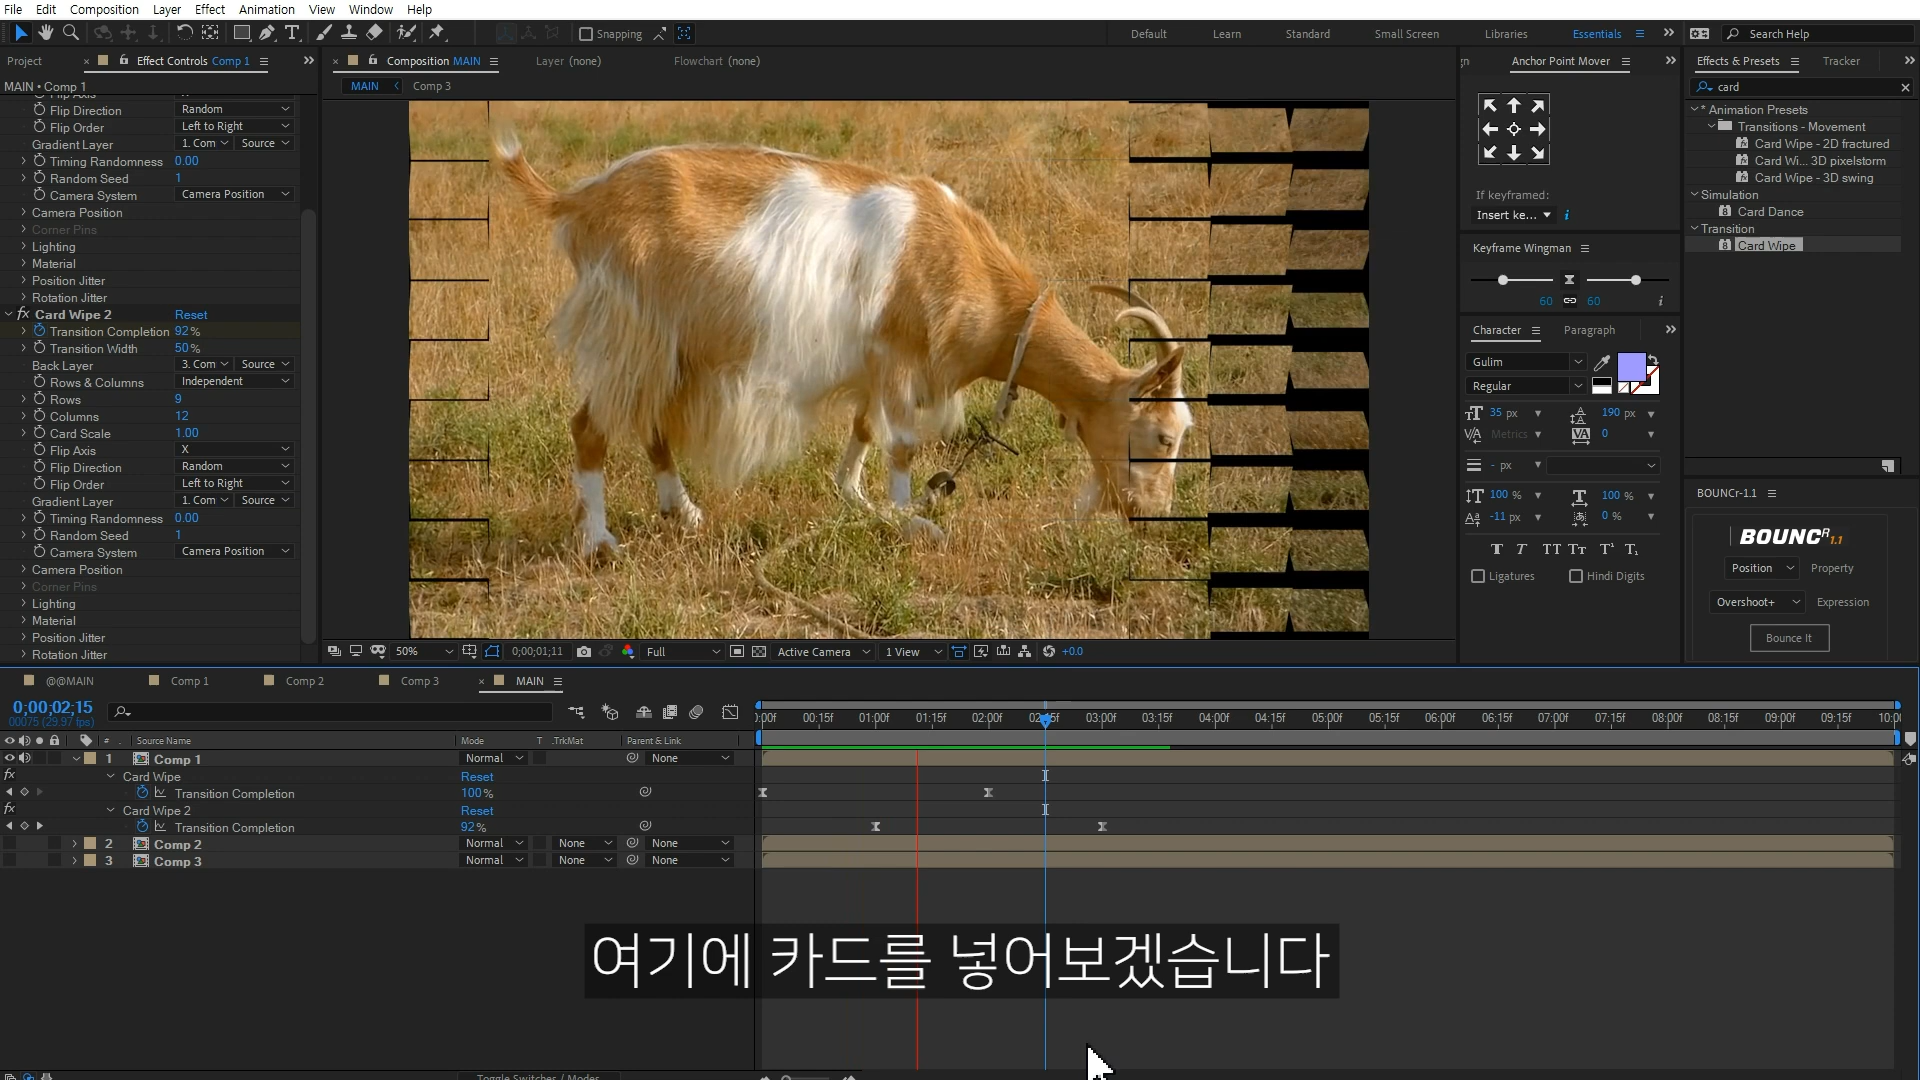 File Edit Composition Layer Effect Animation View Window Help
Snapping Default Learn Standard Small Screen Libraries Essentials Search Help
Project Effect Controls Comp 1
MAIN • Comp 1
Flip Direction Random
Flip Order Left to Right
Gradient Layer 1. Com Source
Timing Randomness 0.00
Random Seed 1
Camera System Camera Position
Camera Position
Corner Pins
Lighting
Material
Position Jitter
Rotation Jitter
fx Card Wipe 2 Reset
Transition Completion 92%
Transition Width 50%
Back Layer 3. Com Source
Rows & Columns Independent
Rows 9
Columns 12
Card Scale 1.00
Flip Axis X
Flip Direction Random
Flip Order Left to Right
Gradient Layer 1. Com Source
Timing Randomness 0.00
Random Seed 1
Camera System Camera Position
Camera Position
Corner Pins
Lighting
Material
Position Jitter
Rotation Jitter
Composition MAIN Layer (none) Flowchart (none)
MAIN Comp 3
50% 0;00;01;11 Full Active Camera 1 View +0.0
Anchor Point Mover
If keyframed:
Insert ke...
Keyframe Wingman
60 60
Character Paragraph
Gulim
Regular
35 px 190 px
Metrics 0
- px
100 % 100 %
-11 px 0 %
T T TT Tt T¹ T₁
Ligatures Hindi Digits
Effects & Presets Tracker
card
* Animation Presets
Transitions - Movement
Card Wipe - 2D fractured
Card Wi... 3D pixelstorm
Card Wipe - 3D swing
Simulation
Card Dance
Transition
Card Wipe
BOUNCr-1.1
BOUNCR 1.1
Position Property
Overshoot+ Expression
Bounce It
@@MAIN Comp 1 Comp 2 Comp 3 MAIN
0;00;02;15
00075 (29.97 fps)
# Source Name Mode T .TrkMat Parent & Link
0:00f 00:15f 01:00f 01:15f 02:00f 02:15f 03:00f 03:15f 04:00f 04:15f 05:00f 05:15f 06:00f 06:15f 07:00f 07:15f 08:00f 08:15f 09:00f 09:15f
1 Comp 1 Normal None
fx Card Wipe Reset
Transition Completion 100%
fx Card Wipe 2 Reset
Transition Completion 92%
2 Comp 2 Normal None None
3 Comp 3 Normal None None
여기에 카드를 넣어보겠습니다